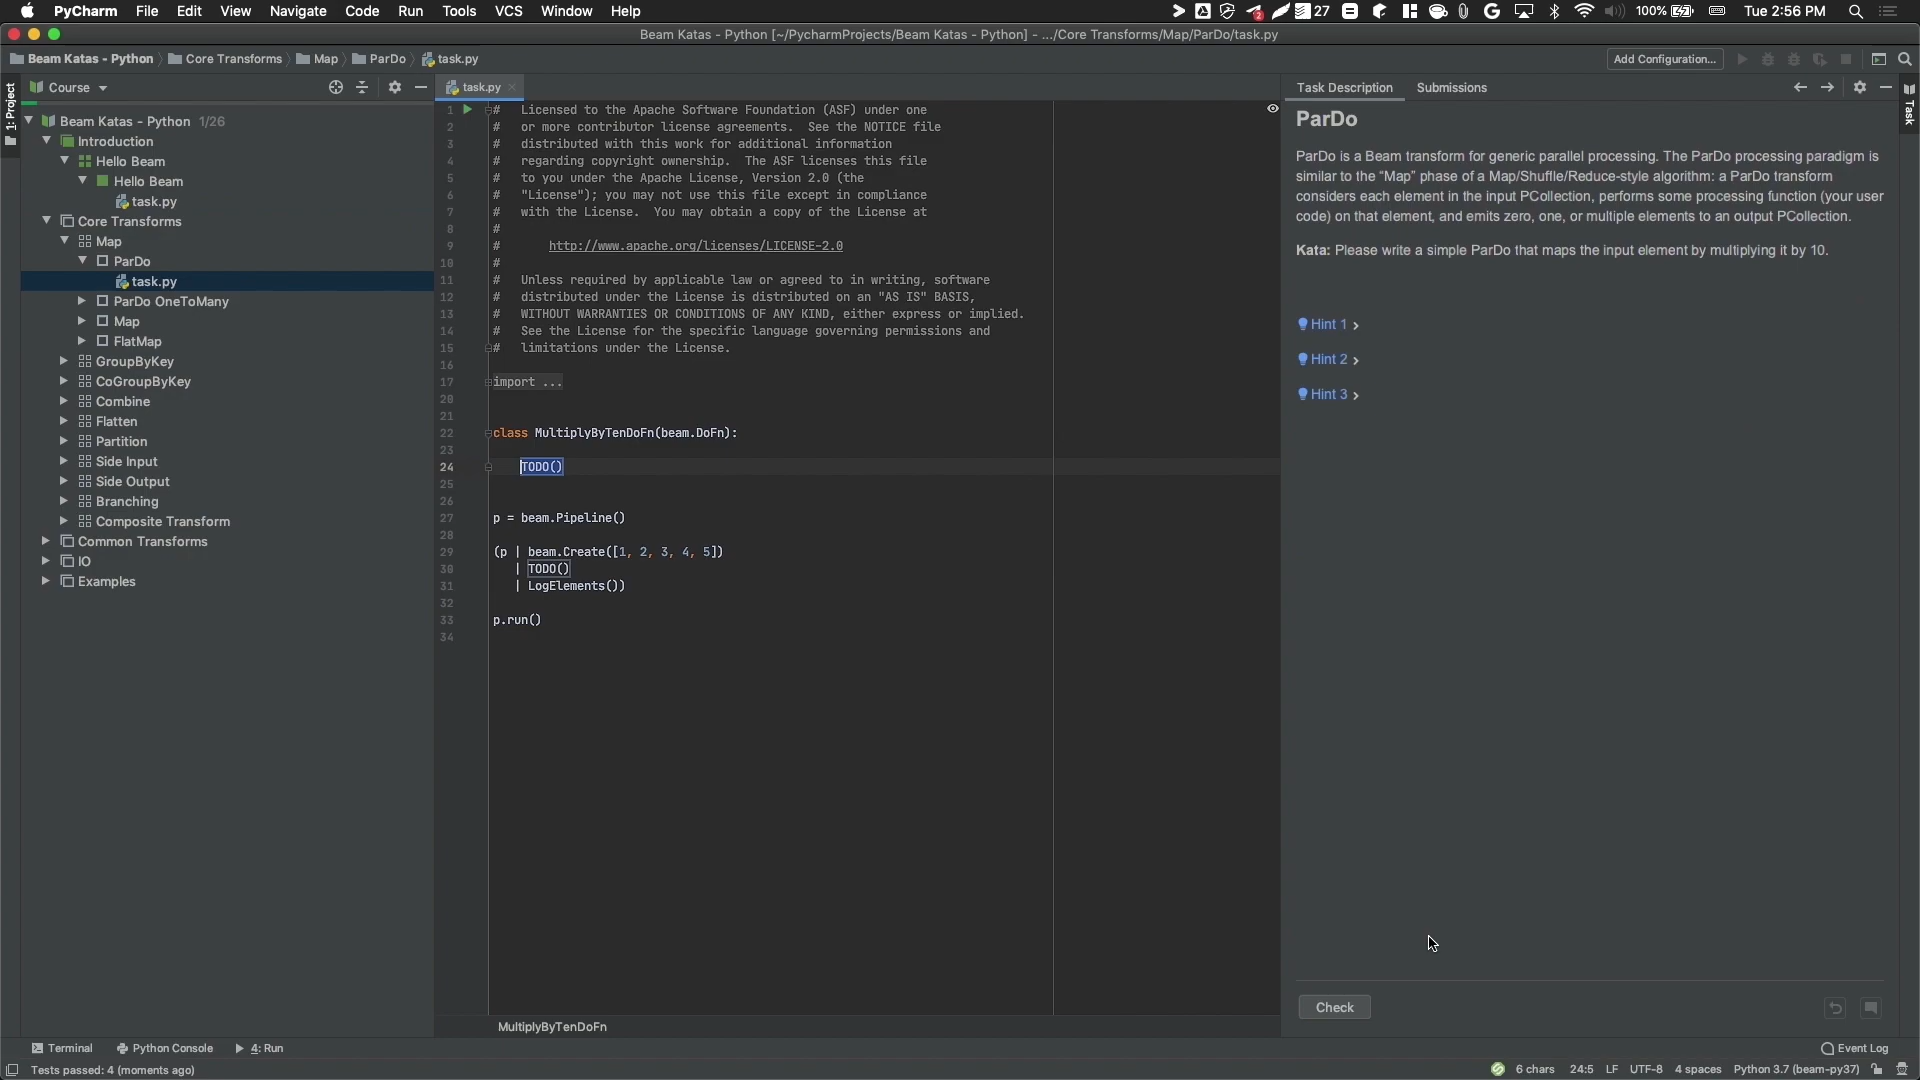 PyCharm File Edit View Navigate Code Run Tools VCS Window Help
2 27 100% Tue 2:56 PM
Beam Katas - Python [~/PycharmProjects/Beam Katas - Python] - .../Core Transforms/Map/ParDo/task.py
Beam Katas - Python Core Transforms Map ParDo task.py
Add Configuration...
1: Project
Course
Beam Katas - Python 1/26
Introduction
Hello Beam
Hello Beam
task.py
Core Transforms
Map
ParDo
task.py
ParDo OneToMany
Map
FlatMap
GroupByKey
CoGroupByKey
Combine
Flatten
Partition
Side Input
Side Output
Branching
Composite Transform
Common Transforms
IO
Examples
task.py
1 # Licensed to the Apache Software Foundation (ASF) under one
2 # or more contributor license agreements. See the NOTICE file
3 # distributed with this work for additional information
4 # regarding copyright ownership. The ASF licenses this file
5 # to you under the Apache License, Version 2.0 (the
6 # "License"); you may not use this file except in compliance
7 # with the License. You may obtain a copy of the License at
8 #
9 # http://www.apache.org/licenses/LICENSE-2.0
10 #
11 # Unless required by applicable law or agreed to in writing, software
12 # distributed under the License is distributed on an "AS IS" BASIS,
13 # WITHOUT WARRANTIES OR CONDITIONS OF ANY KIND, either express or implied.
14 # See the License for the specific language governing permissions and
15 # limitations under the License.
16
17 import ...
20
21
22 class MultiplyByTenDoFn(beam.DoFn):
23
24 TODO()
25
26
27 p = beam.Pipeline()
28
29 (p | beam.Create([1, 2, 3, 4, 5])
30 | TODO()
31 | LogElements())
32
33 p.run()
34
MultiplyByTenDoFn
Task Description Submissions
Task
ParDo
ParDo is a Beam transform for generic parallel processing. The ParDo processing paradigm is
similar to the “Map” phase of a Map/Shuffle/Reduce-style algorithm: a ParDo transform
considers each element in the input PCollection, performs some processing function (your user
code) on that element, and emits zero, one, or multiple elements to an output PCollection.
Kata: Please write a simple ParDo that maps the input element by multiplying it by 10.
Hint 1
Hint 2
Hint 3
Check
Terminal Python Console 4: Run
Event Log
Tests passed: 4 (moments ago)
6 chars 24:5 LF UTF-8 4 spaces Python 3.7 (beam-py37)